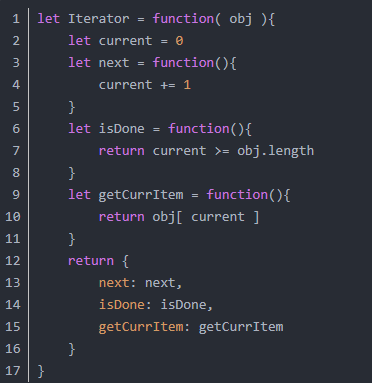 1 let Iterator = function( obj ){
2     let current = 0
3     let next = function(){
4         current += 1
5     }
6     let isDone = function(){
7         return current >= obj.length
8     }
9     let getCurrItem = function(){
10         return obj[ current ]
11     }
12     return {
13         next: next,
14         isDone: isDone,
15         getCurrItem: getCurrItem
16     }
17 }